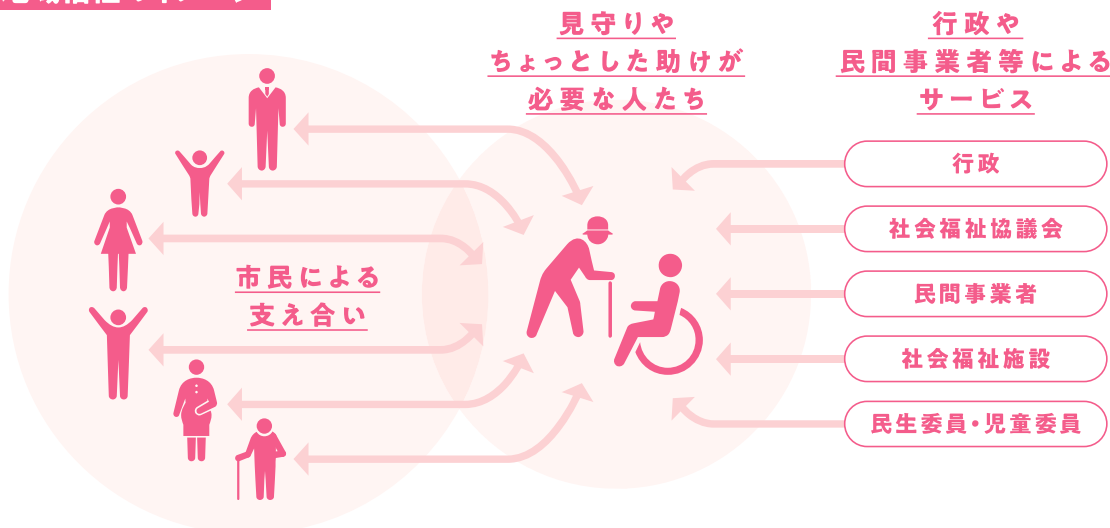 見守りや
ちょっとした助けが
必要な人たち
行政や
民間事業者等による
サービス
市民による
支え合い
行政
社会福祉協議会
民間事業者
社会福祉施設
民生委員・児童委員